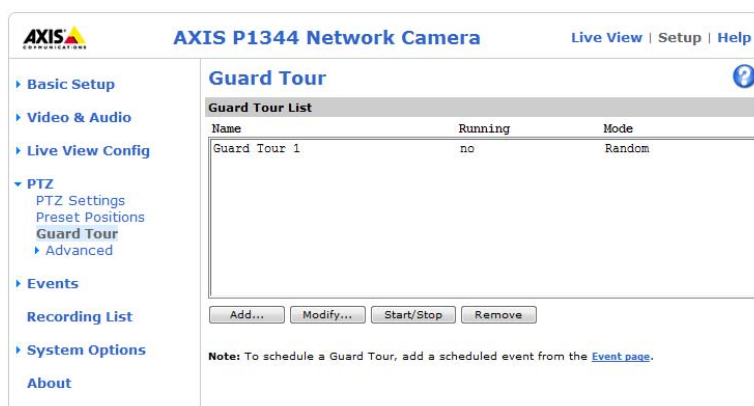 AXIS
COMMUNICATIONS
AXIS P1344 Network Camera
Live View | Setup | Help
Basic Setup
Video & Audio
Live View Config
PTZ
PTZ Settings
Preset Positions
Guard Tour
Advanced
Events
Recording List
System Options
About
Guard Tour
?
Guard Tour List
Name Running Mode
Guard Tour 1 no Random
Add... Modify... Start/Stop Remove
Note: To schedule a Guard Tour, add a scheduled event from the Event page.